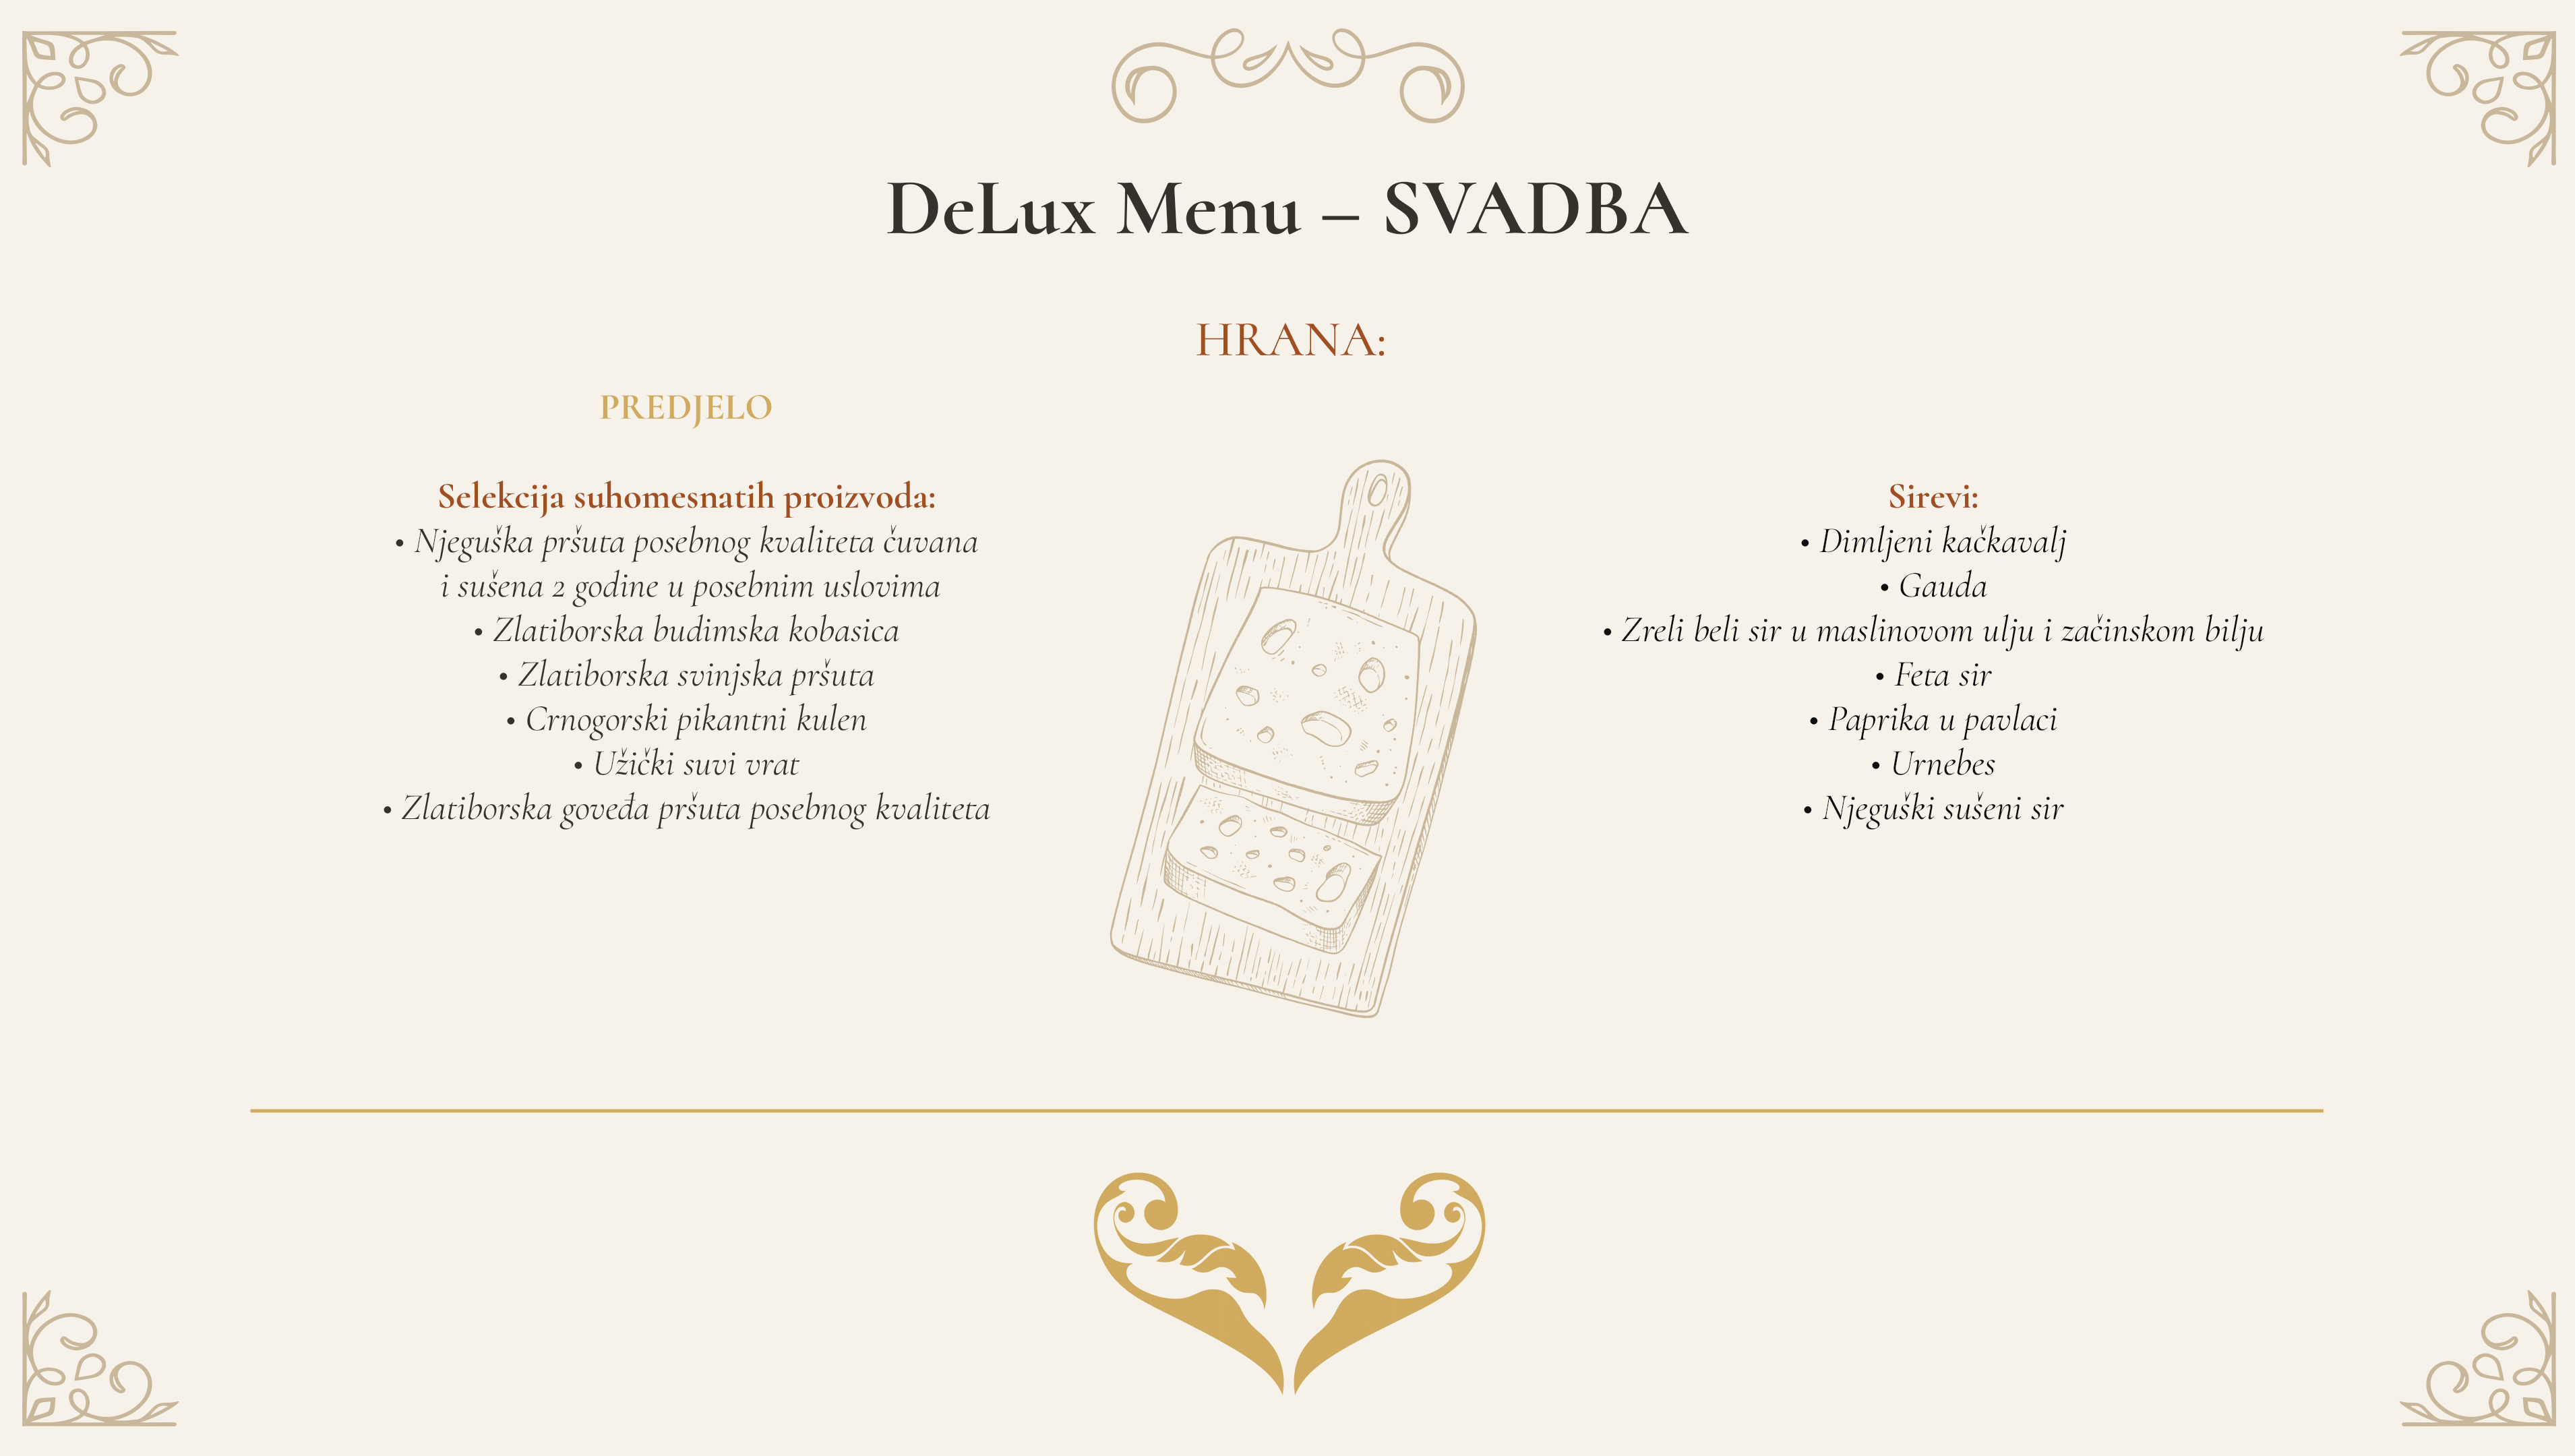 DeLux Menu – SVADBA
HRANA:
PREDJELO
Selekcija suhomesnatih proizvoda:
• Njeguška pršuta posebnog kvaliteta čuvana
i sušena 2 godine u posebnim uslovima
• Zlatiborska budimska kobasica
• Zlatiborska svinjska pršuta
• Crnogorski pikantni kulen
• Užički suvi vrat
• Zlatiborska goveđa pršuta posebnog kvaliteta
Sirevi:
• Dimljeni kačkavalj
• Gauda
• Zreli beli sir u maslinovom ulju i začinskom bilju
• Feta sir
• Paprika u pavlaci
• Urnebes
• Njeguški sušeni sir